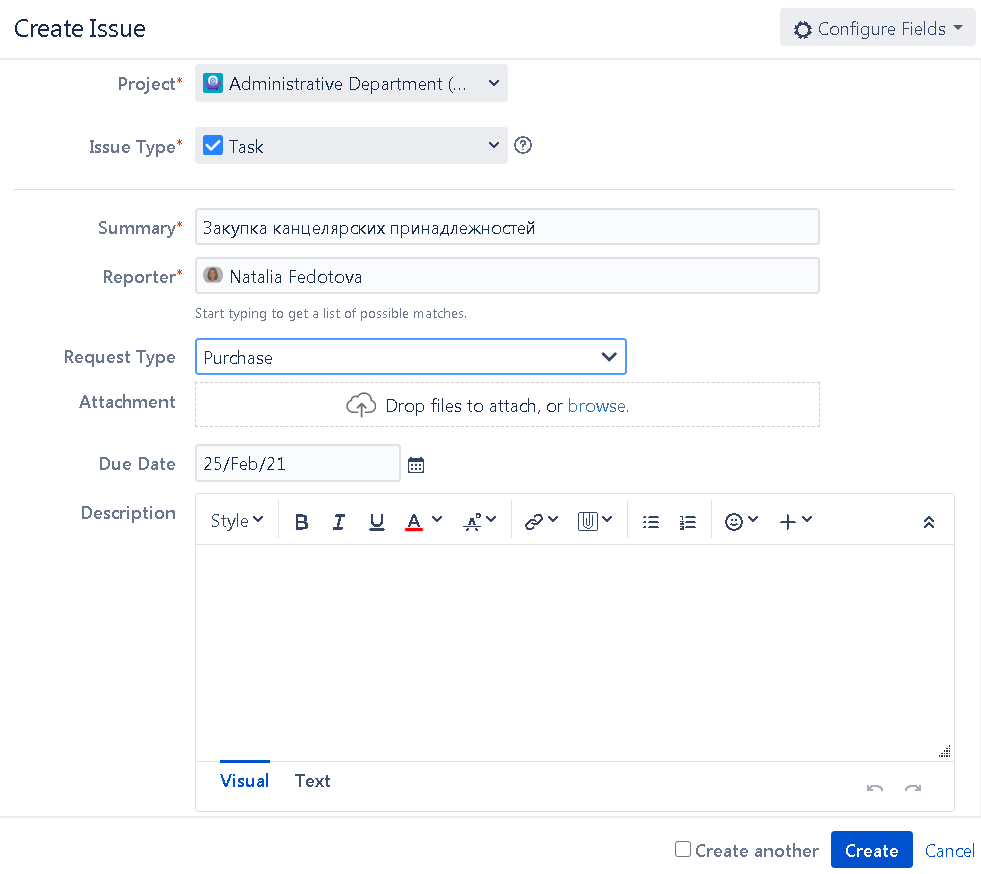 Create Issue
Configure Fields
Project* Administrative Department (...
Issue Type* Task
Summary* Закупка канцелярских принадлежностей
Reporter* Natalia Fedotova
Start typing to get a list of possible matches.
Request Type Purchase
Attachment Drop files to attach, or browse.
Due Date 25/Feb/21
Description Style B I U A
Visual Text
Create another Create Cancel